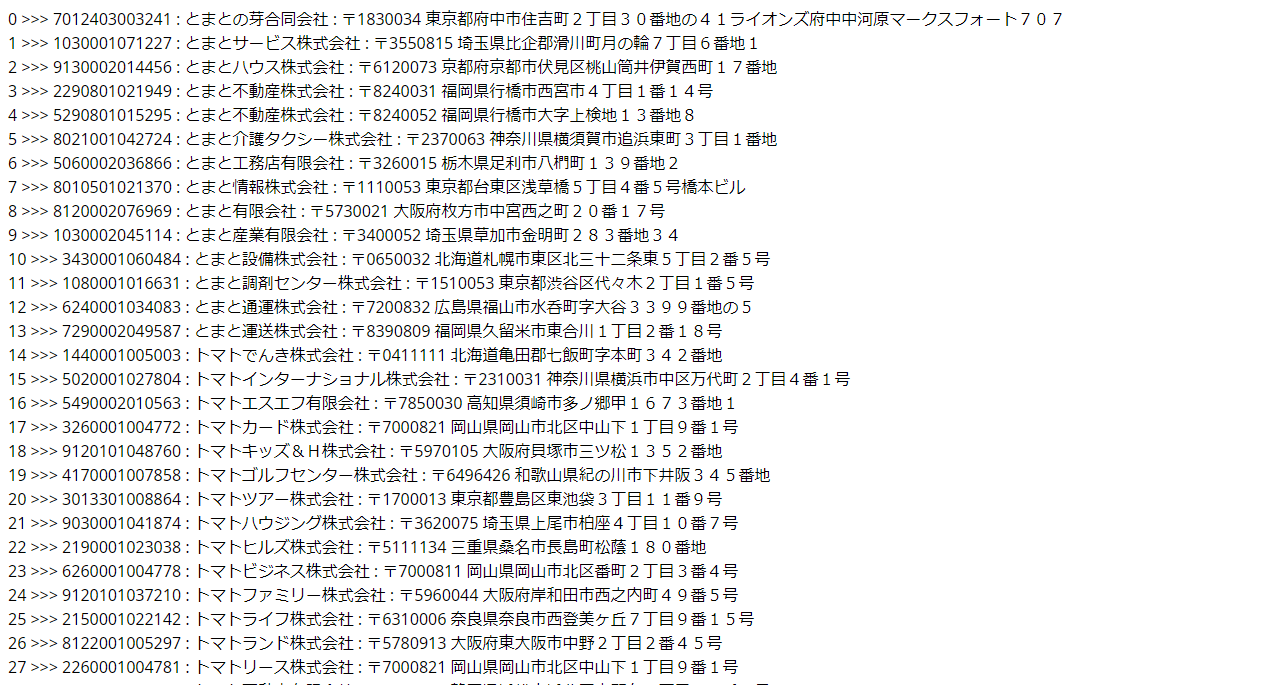 0 >>> 7012403003241 : とまとの芽合同会社 : 〒1830034 東京都府中市住吉町２丁目３０番地の４１ライオンズ府中中河原マークスフォート７０７
1 >>> 1030001071227 : とまとサービス株式会社 : 〒3550815 埼玉県比企郡滑川町月の輪７丁目６番地１
2 >>> 9130002014456 : とまとハウス株式会社 : 〒6120073 京都府京都市伏見区桃山筒井伊賀西町１７番地
3 >>> 2290801021949 : とまと不動産株式会社 : 〒8240031 福岡県行橋市西宮市４丁目１番１４号
4 >>> 5290801015295 : とまと不動産株式会社 : 〒8240052 福岡県行橋市大字上検地１３番地８
5 >>> 8021001042724 : とまと介護タクシー株式会社 : 〒2370063 神奈川県横須賀市追浜東町３丁目１番地
6 >>> 5060002036866 : とまと工務店有限会社 : 〒3260015 栃木県足利市八椚町１３９番地２
7 >>> 8010501021370 : とまと情報株式会社 : 〒1110053 東京都台東区浅草橋５丁目４番５号橋本ビル
8 >>> 8120002076969 : とまと有限会社 : 〒5730021 大阪府枚方市中宮西之町２０番１７号
9 >>> 1030002045114 : とまと産業有限会社 : 〒3400052 埼玉県草加市金明町２８３番地３４
10 >>> 3430001060484 : とまと設備株式会社 : 〒0650032 北海道札幌市東区北三十二条東５丁目２番５号
11 >>> 1080001016631 : とまと調剤センター株式会社 : 〒1510053 東京都渋谷区代々木２丁目１番５号
12 >>> 6240001034083 : とまと通運株式会社 : 〒7200832 広島県福山市水呑町字大谷３３９９番地の５
13 >>> 7290002049587 : とまと運送株式会社 : 〒8390809 福岡県久留米市東合川１丁目２番１８号
14 >>> 1440001005003 : トマトでんき株式会社 : 〒0411111 北海道亀田郡七飯町字本町３４２番地
15 >>> 5020001027804 : トマトインターナショナル株式会社 : 〒2310031 神奈川県横浜市中区万代町２丁目４番１号
16 >>> 5490002010563 : トマトエスエフ有限会社 : 〒7850030 高知県須崎市多ノ郷甲１６７３番地１
17 >>> 3260001004772 : トマトカード株式会社 : 〒7000821 岡山県岡山市北区中山下１丁目９番１号
18 >>> 9120101048760 : トマトキッズ＆Ｈ株式会社 : 〒5970105 大阪府貝塚市三ツ松１３５２番地
19 >>> 4170001007858 : トマトゴルフセンター株式会社 : 〒6496426 和歌山県紀の川市下井阪３４５番地
20 >>> 3013301008864 : トマトツアー株式会社 : 〒1700013 東京都豊島区東池袋３丁目１１番９号
21 >>> 9030001041874 : トマトハウジング株式会社 : 〒3620075 埼玉県上尾市柏座４丁目１０番７号
22 >>> 2190001023038 : トマトヒルズ株式会社 : 〒5111134 三重県桑名市長島町松蔭１８０番地
23 >>> 6260001004778 : トマトビジネス株式会社 : 〒7000811 岡山県岡山市北区番町２丁目３番４号
24 >>> 9120101037210 : トマトファミリー株式会社 : 〒5960044 大阪府岸和田市西之内町４９番５号
25 >>> 2150001022142 : トマトライフ株式会社 : 〒6310006 奈良県奈良市西登美ヶ丘７丁目９番１５号
26 >>> 8122001005297 : トマトランド株式会社 : 〒5780913 大阪府東大阪市中野２丁目２番４５号
27 >>> 2260001004781 : トマトリース株式会社 : 〒7000821 岡山県岡山市北区中山下１丁目９番１号